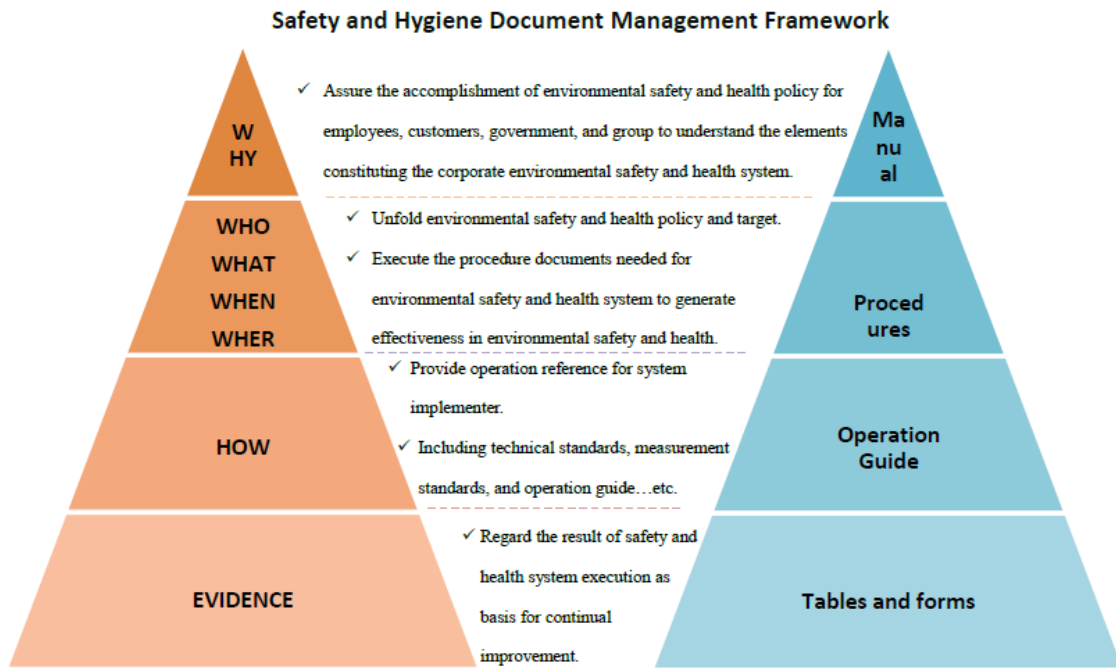 Safety and Hygiene Document Management Framework
W
HY
✓ Assure the accomplishment of environmental safety and health policy for
employees, customers, government, and group to understand the elements
constituting the corporate environmental safety and health system.
Ma
nu
al
WHO
WHAT
WHEN
WHER
✓ Unfold environmental safety and health policy and target.
✓ Execute the procedure documents needed for
environmental safety and health system to generate
effectiveness in environmental safety and health.
Proced
ures
HOW
✓ Provide operation reference for system
implementer.
✓ Including technical standards, measurement
standards, and operation guide…etc.
Operation
Guide
EVIDENCE
✓ Regard the result of safety and
health system execution as
basis for continual
improvement.
Tables and forms